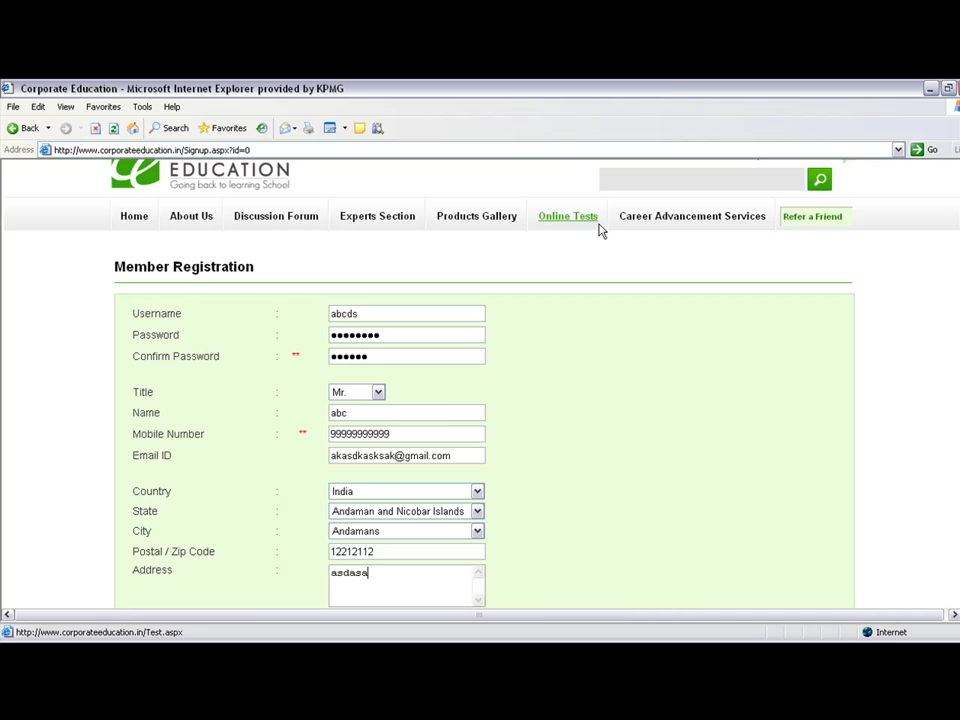 Corporate Education - Microsoft Internet Explorer provided by KPMG
File Edit View Favorites Tools Help
Back Search Favorites
Address http://www.corporateeducation.in/Signup.aspx?id=0 Go
EDUCATION
Going back to learning School
Home About Us Discussion Forum Experts Section Products Gallery Online Tests Career Advancement Services Refer a Friend
Member Registration
Username : abcds
Password : ••••••••
Confirm Password : ** ••••••
Title : Mr.
Name : abc
Mobile Number : ** 99999999999
Email ID : akasdkasksak@gmail.com
Country : India
State : Andaman and Nicobar Islands
City : Andamans
Postal / Zip Code : 12212112
Address : asdasa
http://www.corporateeducation.in/Test.aspx Internet